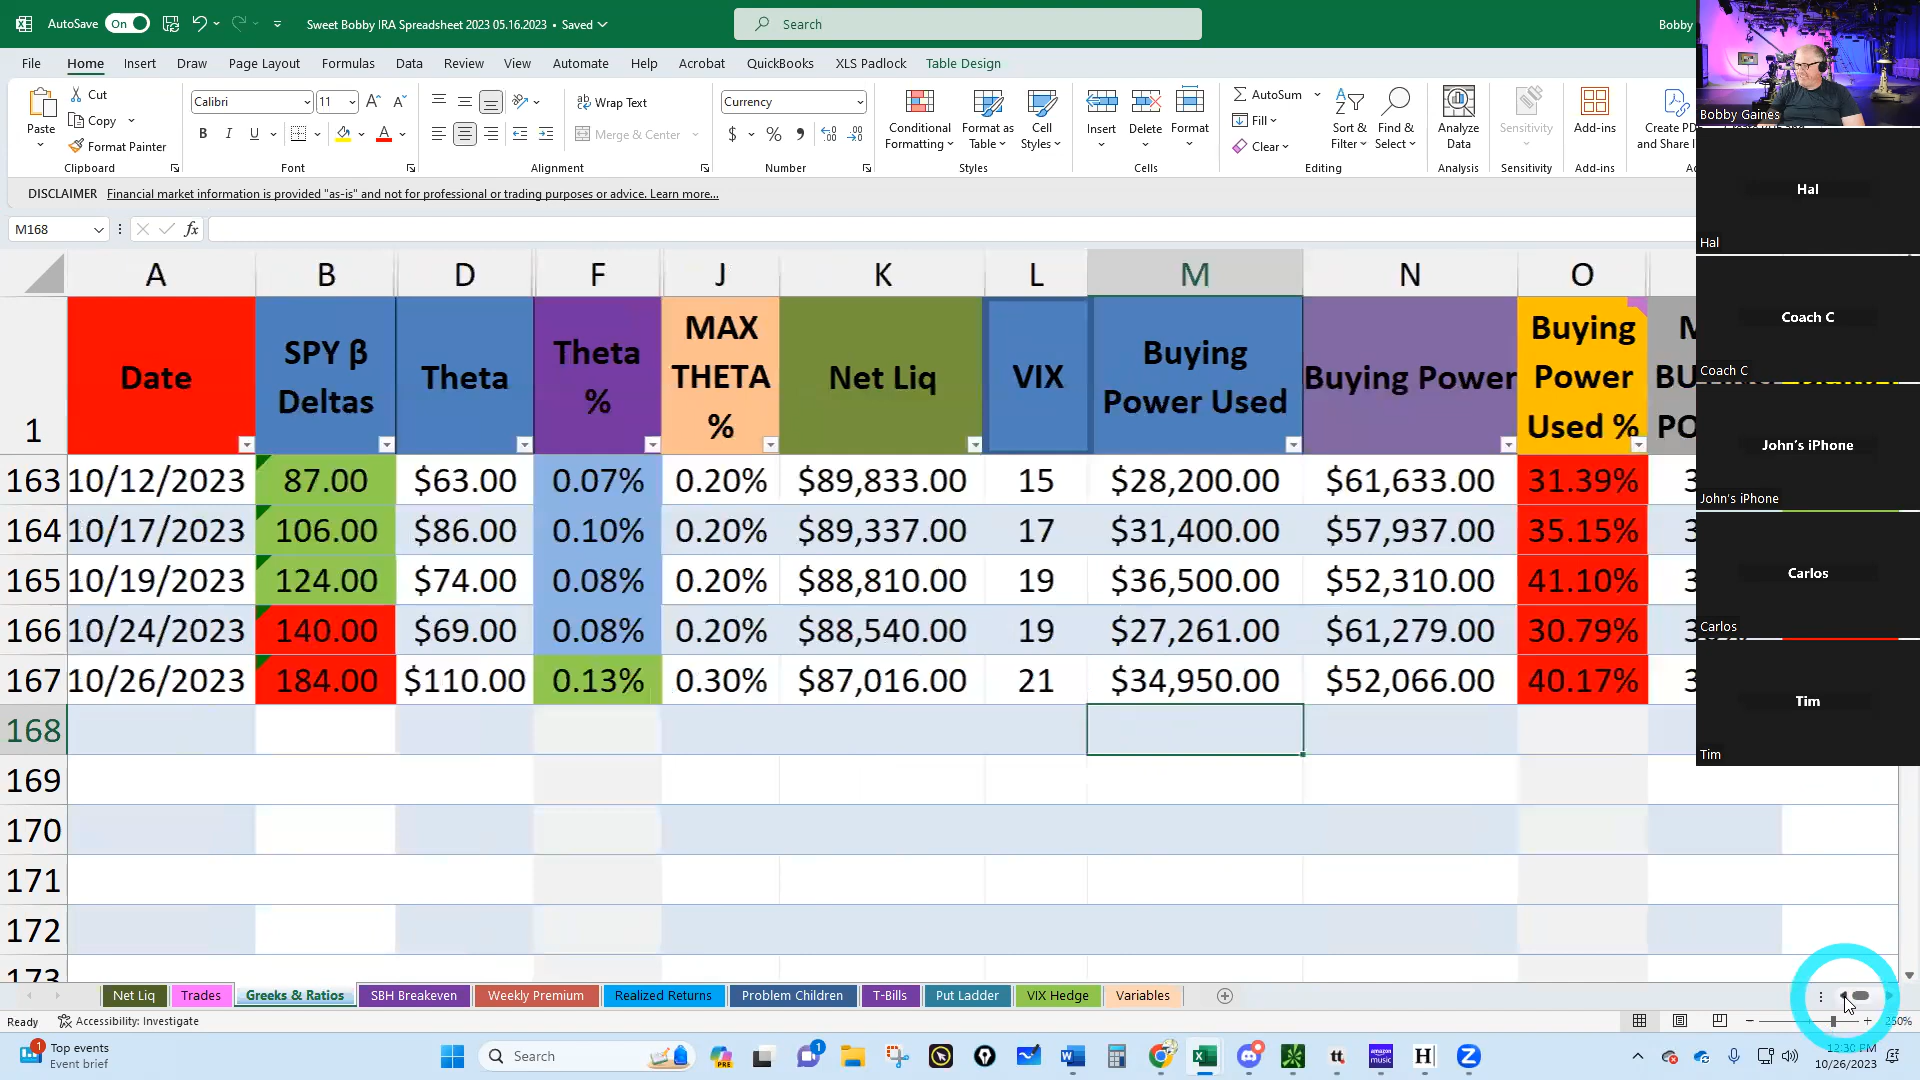 AutoSave On Sweet Bobby IRA Spreadsheet 2023 05.16.2023 • Saved Search Bobby
File Home Insert Draw Page Layout Formulas Data Review View Automate Help Acrobat QuickBooks XLS Padlock Table Design
Paste Cut Copy Format Painter Clipboard
Calibri 11 B I U A Font
Wrap Text Merge & Center Alignment
Currency $ % Number
Conditional Formatting Format as Table Cell Styles Styles
Insert Delete Format Cells
AutoSum Fill Clear Sort & Filter Find & Select Editing
Analyze Data Analysis Sensitivity Sensitivity Add-ins Add-ins
Create PDF and Share
DISCLAIMER Financial market information is provided "as-is" and not for professional or trading purposes or advice. Learn more...
M168 fx
A B D F J K L M N O
1 Date SPY β Deltas Theta Theta % MAX THETA % Net Liq VIX Buying Power Used Buying Power Buying Power Used %
163 10/12/2023 87.00 $63.00 0.07% 0.20% $89,833.00 15 $28,200.00 $61,633.00 31.39% 3
164 10/17/2023 106.00 $86.00 0.10% 0.20% $89,337.00 17 $31,400.00 $57,937.00 35.15% 3
165 10/19/2023 124.00 $74.00 0.08% 0.20% $88,810.00 19 $36,500.00 $52,310.00 41.10% 3
166 10/24/2023 140.00 $69.00 0.08% 0.20% $88,540.00 19 $27,261.00 $61,279.00 30.79% 3
167 10/26/2023 184.00 $110.00 0.13% 0.30% $87,016.00 21 $34,950.00 $52,066.00 40.17% 3
168
169
170
171
172
173
Bobby Gaines
Hal
Hal
Coach C
Coach C
John's iPhone
John's iPhone
Carlos
Carlos
Tim
Tim
Net Liq Trades Greeks & Ratios SBH Breakeven Weekly Premium Realized Returns Problem Children T-Bills Put Ladder VIX Hedge Variables
Ready Accessibility: Investigate 250%
1 Top events
Event brief
Search
12:30 PM
10/26/2023